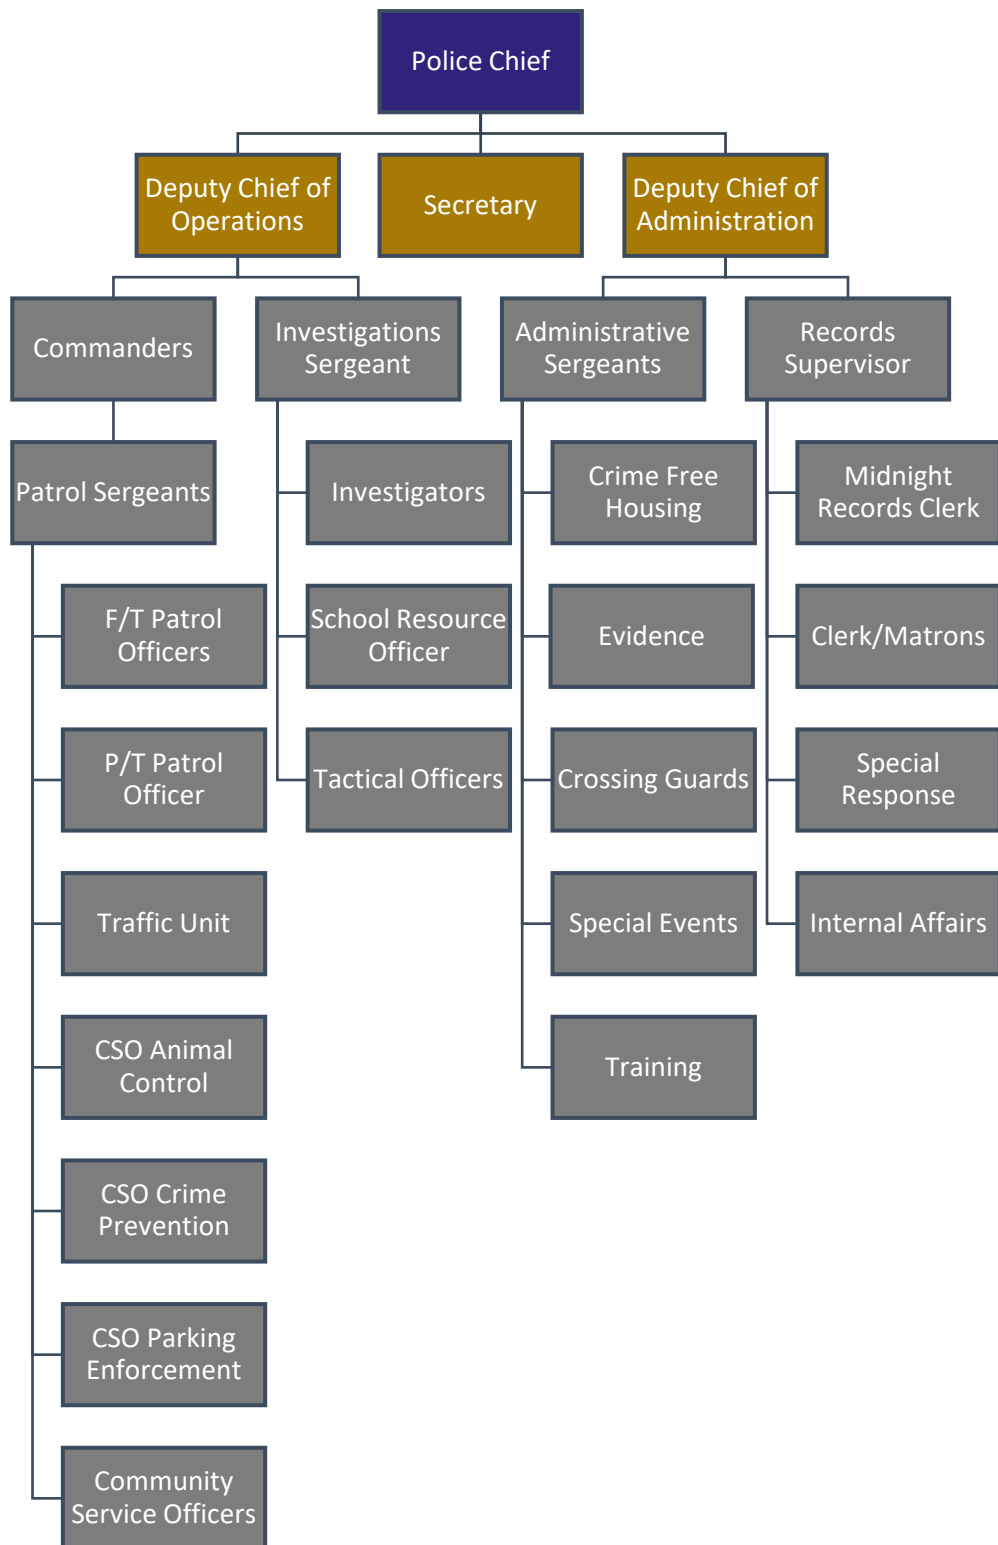 Police Chief
Deputy Chief of
Operations
Secretary
Deputy Chief of
Administration
Commanders
Investigations
Sergeant
Administrative
Sergeants
Records
Supervisor
Patrol Sergeants
Investigators
Crime Free
Housing
Midnight
Records Clerk
F/T Patrol
Officers
School Resource
Officer
Evidence
Clerk/Matrons
P/T Patrol
Officer
Tactical Officers
Crossing Guards
Special
Response
Traffic Unit
Special Events
Internal Affairs
CSO Animal
Control
Training
CSO Crime
Prevention
CSO Parking
Enforcement
Community
Service Officers